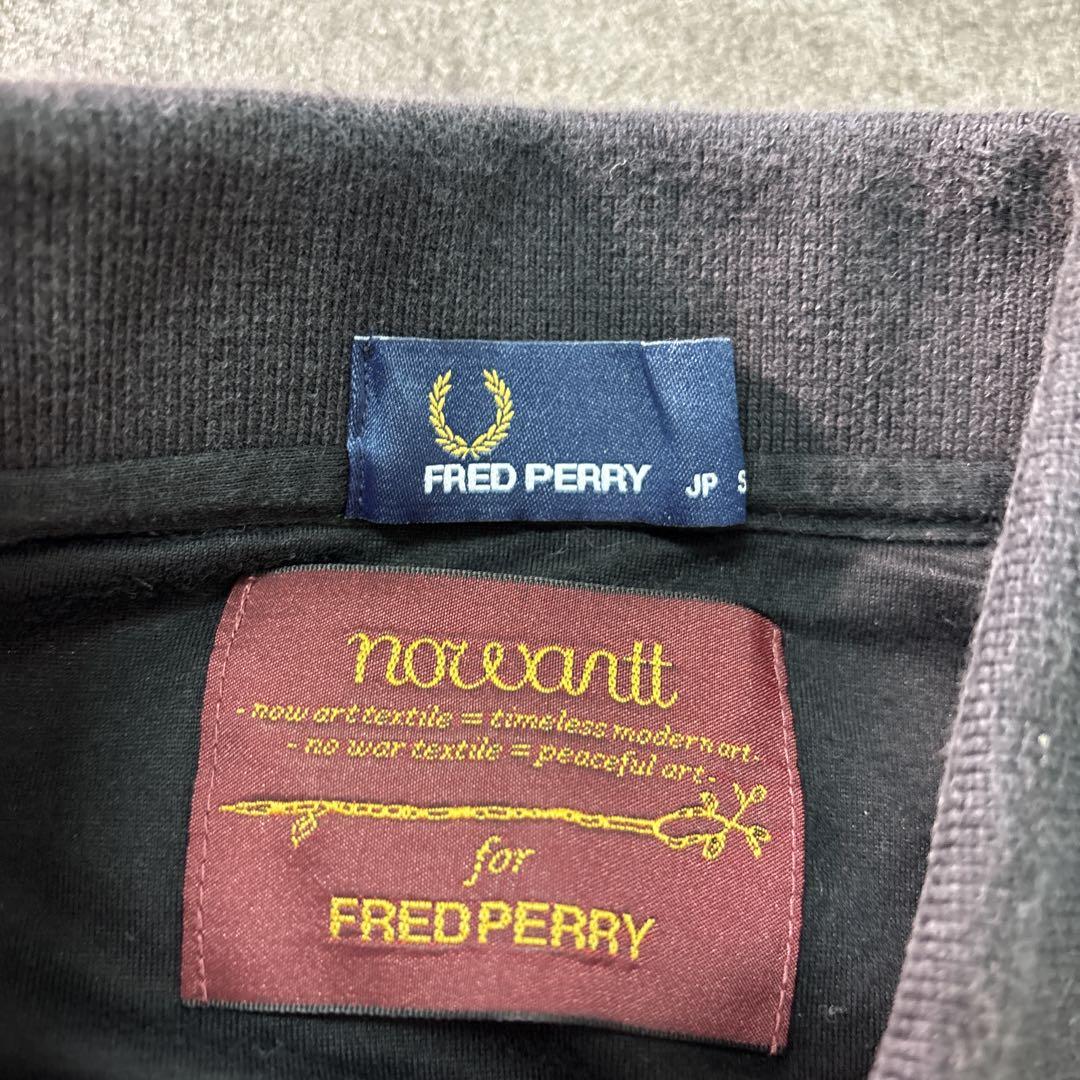 FRED PERRY JP S
nowartt
- now art textile = timeless modern art-
- no war textile = peaceful art-
for
FRED PERRY